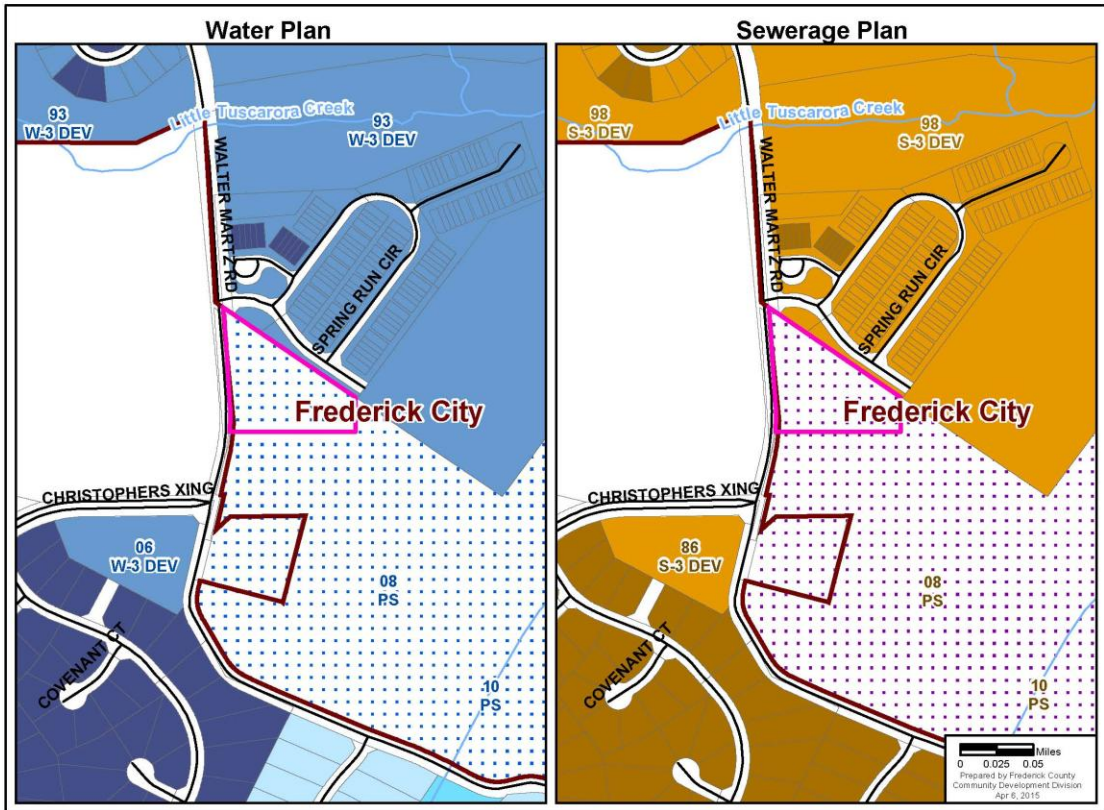 Water Plan
93
W-3 DEV
Little Tuscarora Creek
93
W-3 DEV
WALTER MARTZ RD
SPRING RUN CIR
Frederick City
CHRISTOPHERS XING
06
W-3 DEV
08
PS
COVENANT CT
10
PS
Sewerage Plan
98
S-3 DEV
Little Tuscarora Creek
98
S-3 DEV
WALTER MARTZ RD
SPRING RUN CIR
Frederick City
CHRISTOPHERS XING
86
S-3 DEV
08
PS
COVENANT CT
10
PS
Miles
0 0.025 0.05
Prepared by Frederick County
Community Development Division
Apr 6, 2015